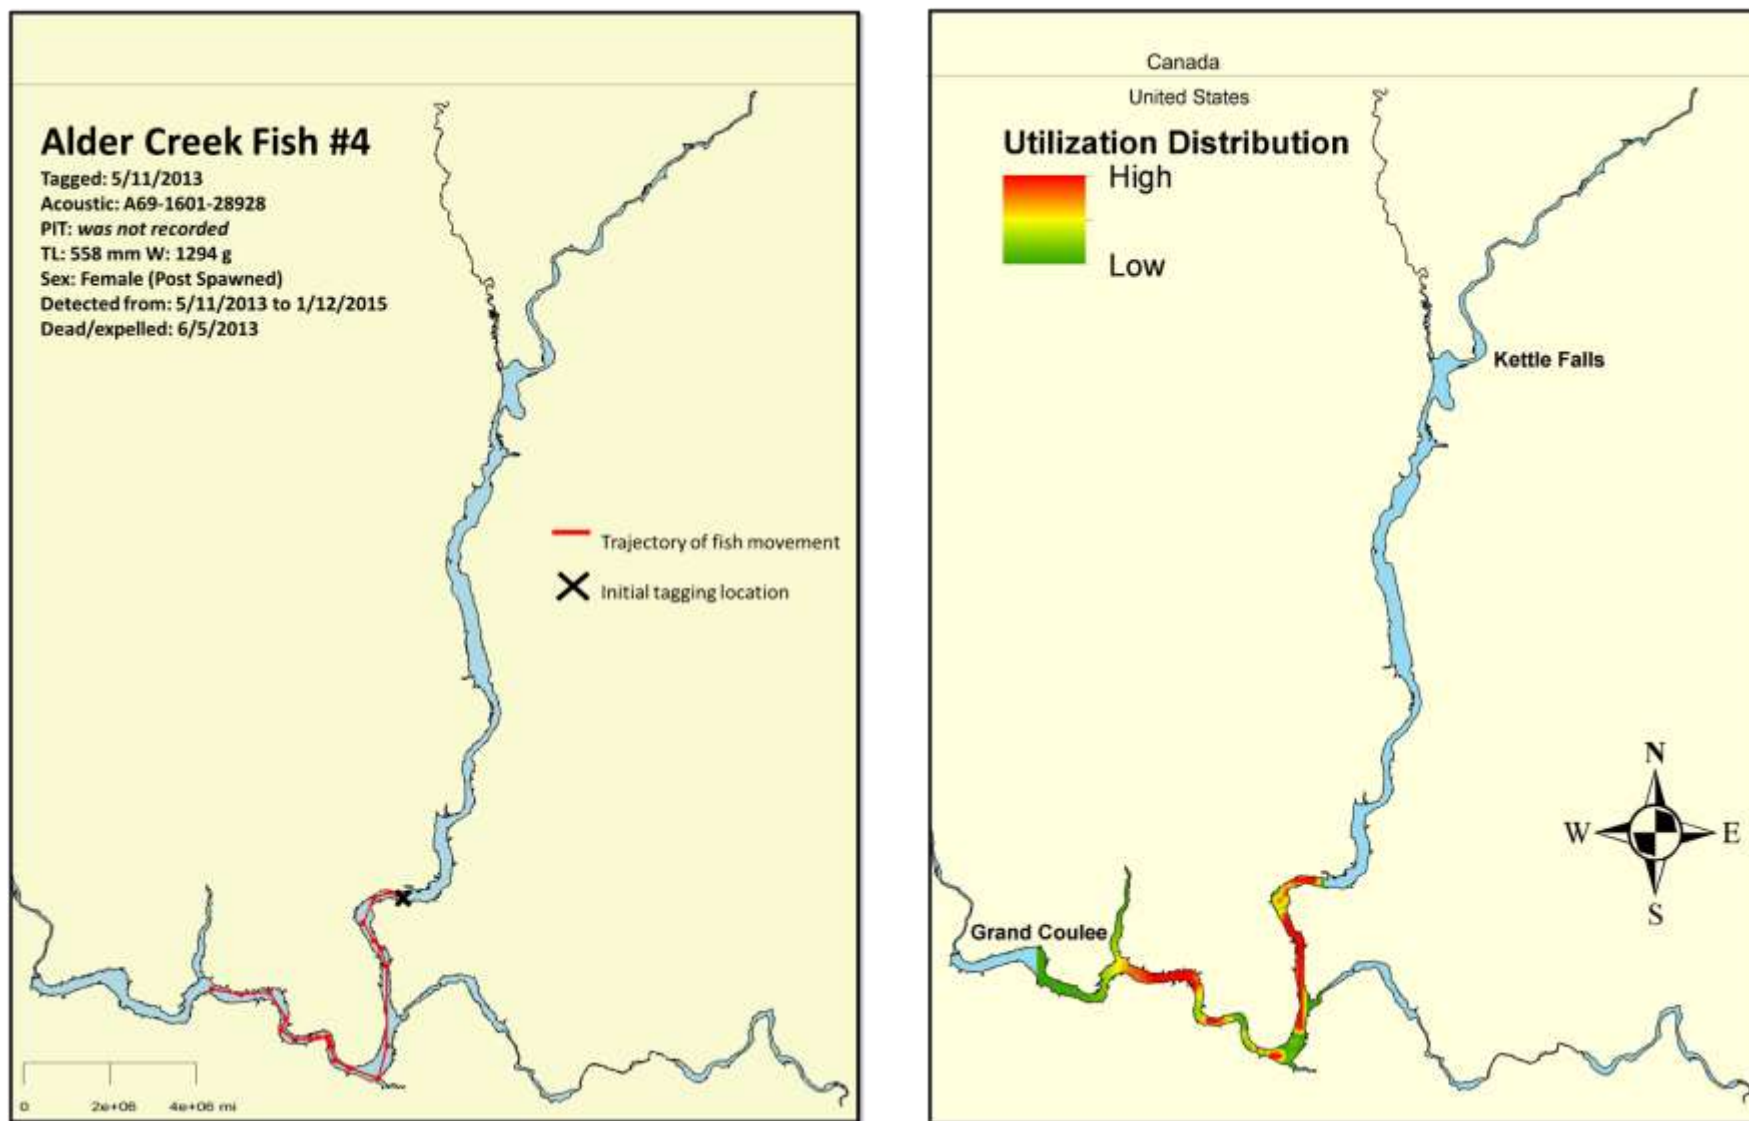 Alder Creek Fish #4
Tagged: 5/11/2013
Acoustic: A69-1601-28928
PIT: was not recorded
TL: 558 mm W: 1294 g
Sex: Female (Post Spawned)
Detected from: 5/11/2013 to 1/12/2015
Dead/expelled: 6/5/2013
Trajectory of fish movement
Initial tagging location
0 2e+06 4e+06 mi
Canada
United States
Utilization Distribution
High
Low
Kettle Falls
Grand Coulee
N
W E
S